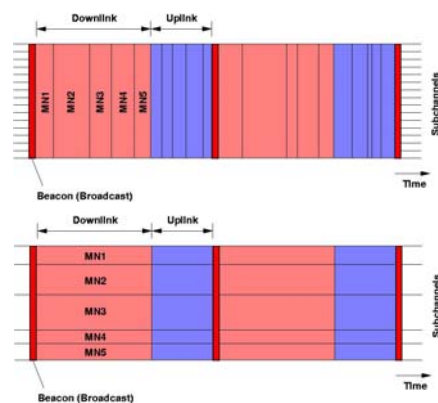 Downlink Uplink
MN1 MN2 MN3 MN4 MN5
Subchannels
Time
Beacon (Broadcast)
Downlink Uplink
MN1
MN2
MN3
MN4
MN5
Subchannels
Time
Beacon (Broadcast)